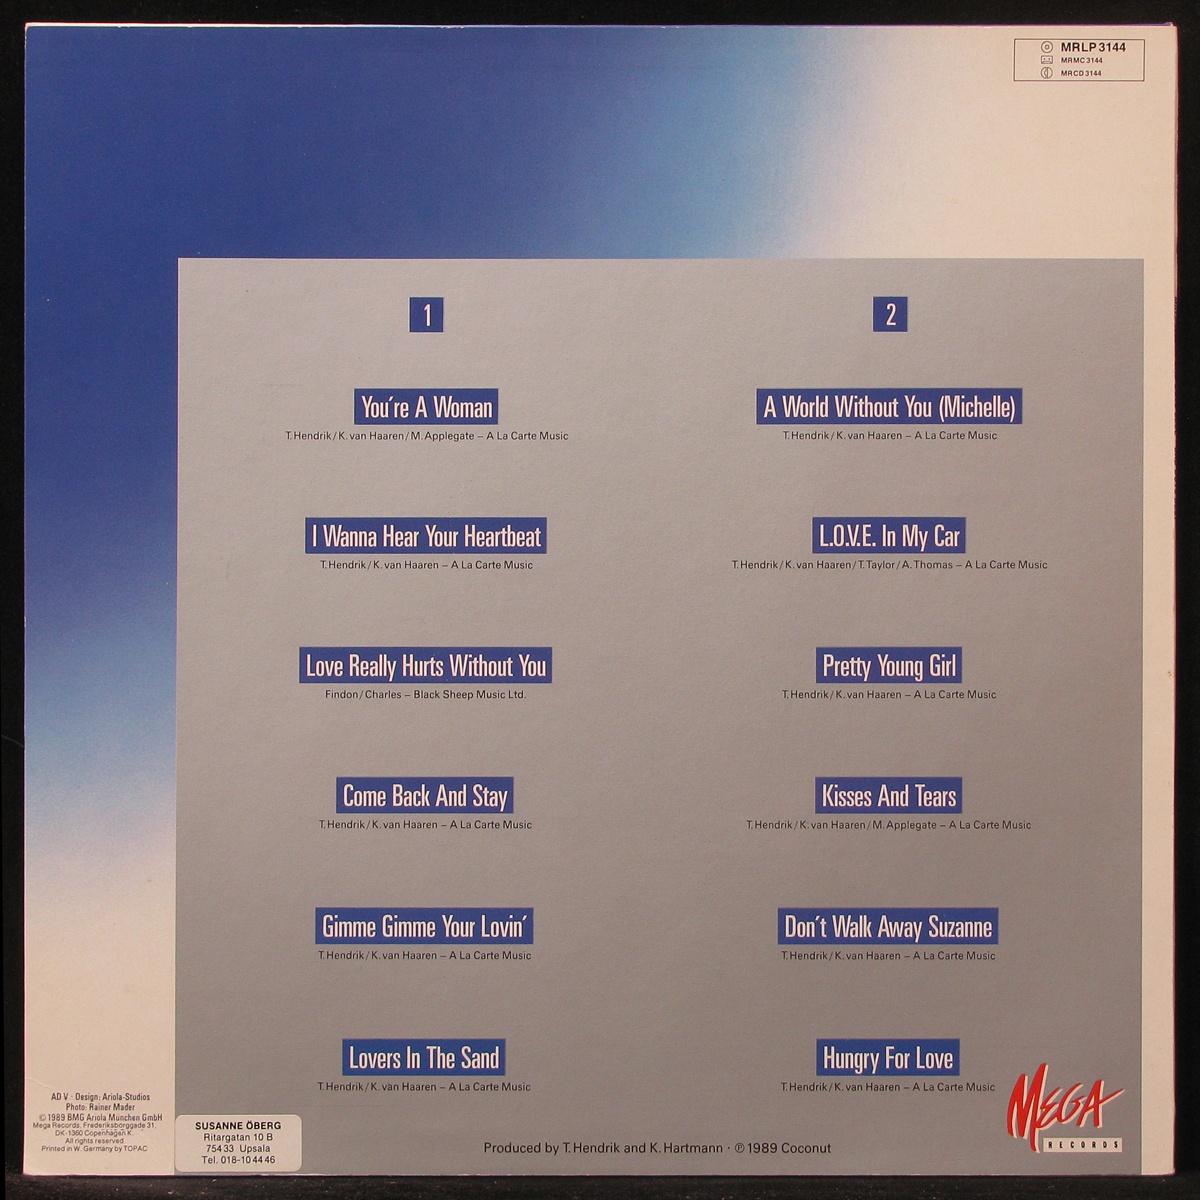 MRLP 3144
MRMC 3144
MRCD 3144
1
You're A Woman
T. Hendrik / K. van Haaren / M. Applegate – A La Carte Music
I Wanna Hear Your Heartbeat
T. Hendrik / K. van Haaren – A La Carte Music
Love Really Hurts Without You
Findon / Charles – Black Sheep Music Ltd.
Come Back And Stay
T. Hendrik / K. van Haaren – A La Carte Music
Gimme Gimme Your Lovin'
T. Hendrik / K. van Haaren – A La Carte Music
Lovers In The Sand
T. Hendrik / K. van Haaren – A La Carte Music
2
A World Without You (Michelle)
T. Hendrik / K. van Haaren – A La Carte Music
L.O.V.E. In My Car
T. Hendrik / K. van Haaren / T. Taylor / A. Thomas – A La Carte Music
Pretty Young Girl
T. Hendrik / K. van Haaren – A La Carte Music
Kisses And Tears
T. Hendrik / K. van Haaren / M. Applegate – A La Carte Music
Don't Walk Away Suzanne
T. Hendrik / K. van Haaren – A La Carte Music
Hungry For Love
T. Hendrik / K. van Haaren – A La Carte Music
MEGA
RECORDS
AD V · Design: Ariola-Studios
Photo: Rainer Mader
© 1989 BMG Ariola München GmbH
Mega Records. Frederiksborggade 31.
DK-1360 Copenhagen K.
All rights reserved
Printed in W. Germany by TOPAC
SUSANNE ÖBERG
Ritargatan 10 B
754 33 Upsala
Tel. 018-10 44 46
Produced by T. Hendrik and K. Hartmann · ℗ 1989 Coconut